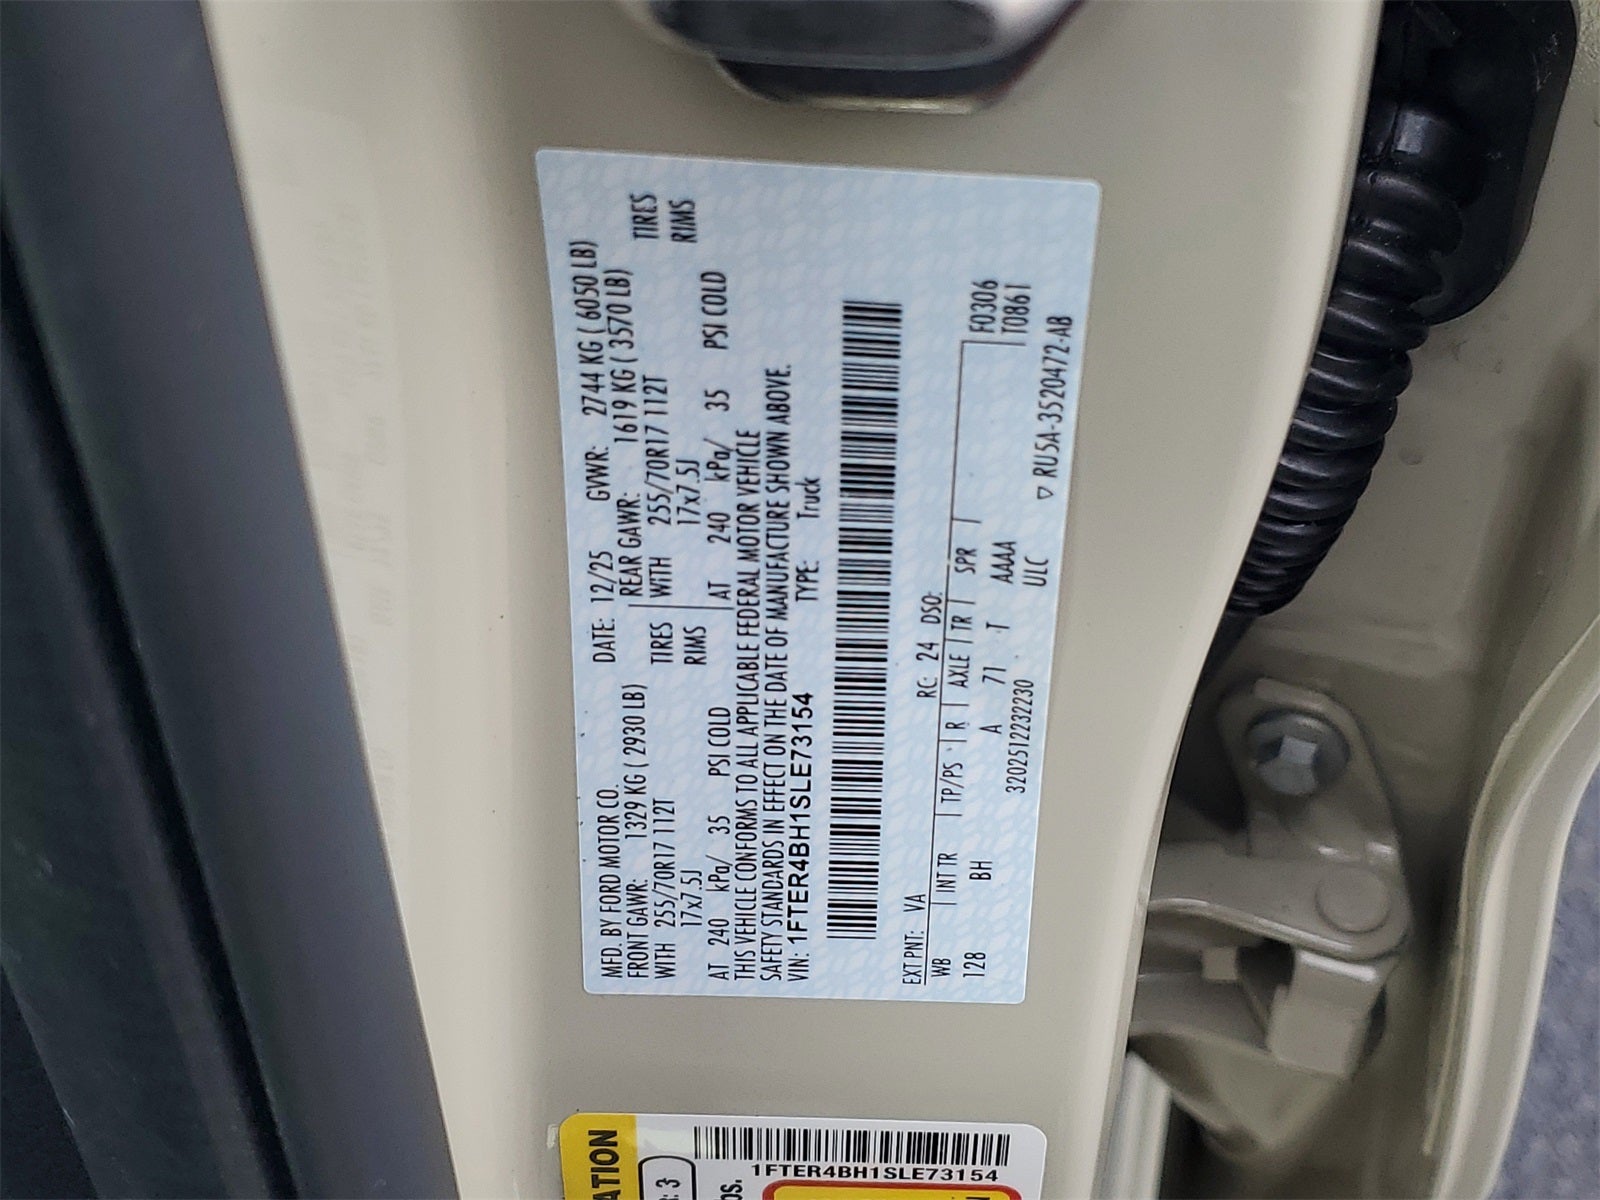 MFD. BY FORD MOTOR CO. DATE: 12/25 GVWR: 2744 KG ( 6050 LB)
FRONT GAWR: 1329 KG ( 2930 LB) REAR GAWR: 1619 KG ( 3570 LB)
WITH 255/70R17 112T TIRES WITH 255/70R17 112T TIRES
17x7.5J RIMS 17x7.5J RIMS
AT 240 kPa/ 35 PSI COLD AT 240 kPa/ 35 PSI COLD
THIS VEHICLE CONFORMS TO ALL APPLICABLE FEDERAL MOTOR VEHICLE
SAFETY STANDARDS IN EFFECT ON THE DATE OF MANUFACTURE SHOWN ABOVE.
VIN: 1FTER4BH1SLE73154 TYPE: Truck
EXT PNT: VA RC: 24 DSO:
WB INT TR TP/PS R AXLE TR SPR F0306
128 BH A 71 T AAAA T0861
3202512232230 ULC
▽ RU5A-3520472-AB
ATION
: 3
os.
1FTER4BH1SLE73154